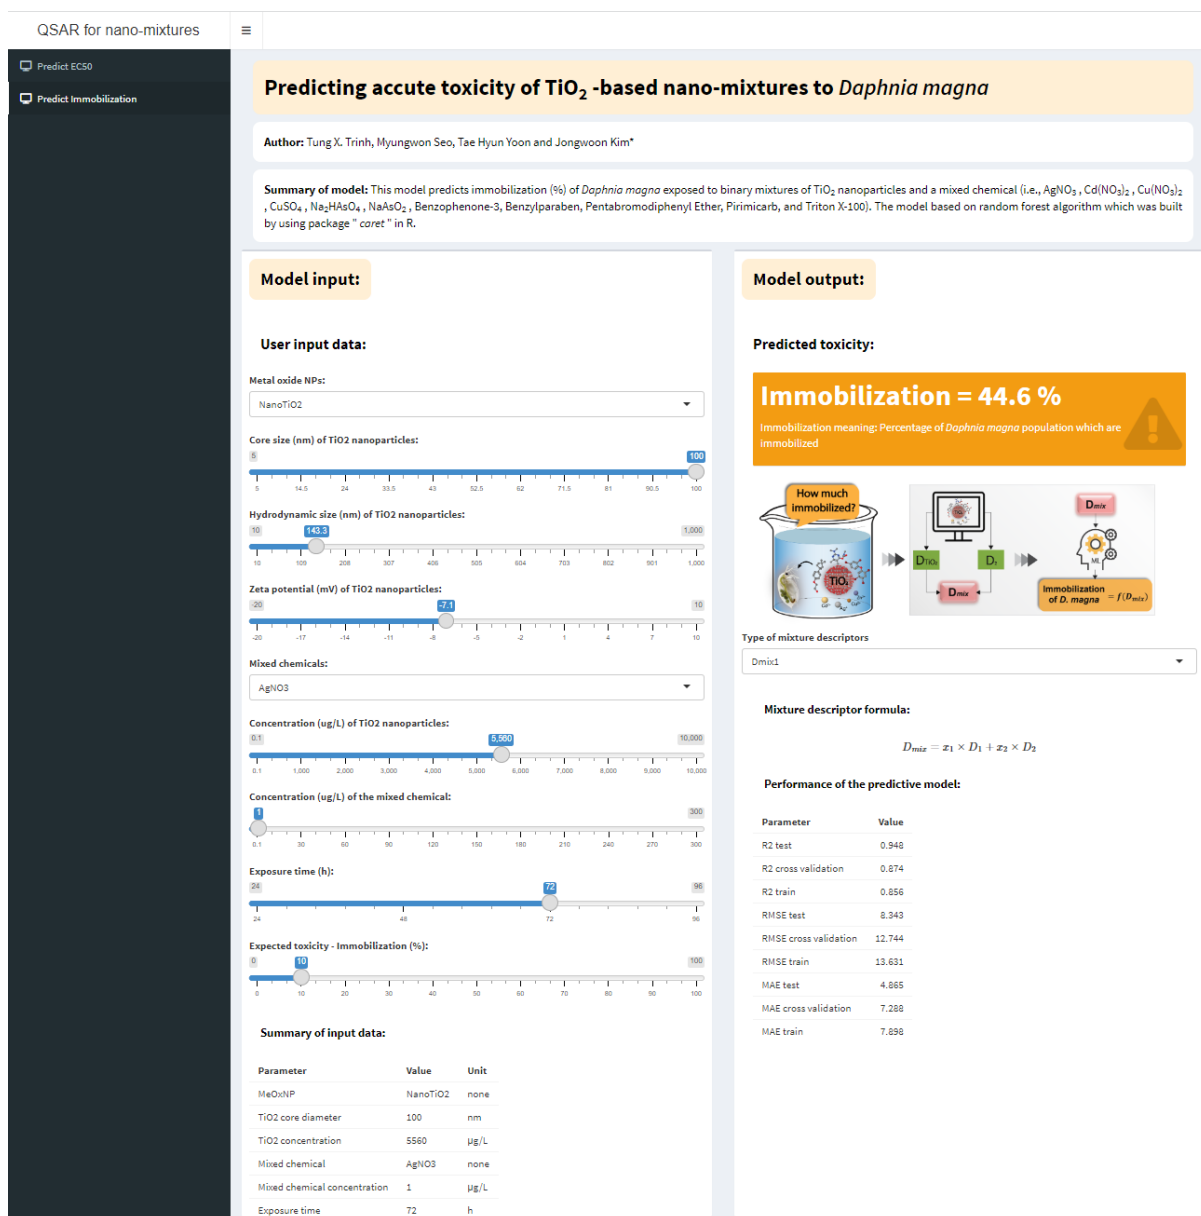 QSAR for nano-mixtures
Predict EC50
Predict Immobilization
Predicting accute toxicity of TiO2 -based nano-mixtures to Daphnia magna
Author: Tung X. Trinh, Myungwon Seo, Tae Hyun Yoon and Jongwoon Kim*
Summary of model: This model predicts immobilization (%) of Daphnia magna exposed to binary mixtures of TiO2 nanoparticles and a mixed chemical (i.e., AgNO3 , Cd(NO3)2 , Cu(NO3)2
, CuSO4 , Na2HAsO4 , NaAsO2 , Benzophenone-3, Benzylparaben, Pentabromodiphenyl Ether, Pirimicarb, and Triton X-100). The model based on random forest algorithm which was built
by using package " caret " in R.
Model input:
User input data:
Metal oxide NPs:
NanoTiO2
Core size (nm) of TiO2 nanoparticles:
5 100
5 14.5 24 33.5 43 52.5 62 71.5 81 90.5 100
Hydrodynamic size (nm) of TiO2 nanoparticles:
10 143.3 1,000
10 109 208 307 406 505 604 703 802 901 1,000
Zeta potential (mV) of TiO2 nanoparticles:
-20 -7.1 10
-20 -17 -14 -11 -8 -5 -2 1 4 7 10
Mixed chemicals:
AgNO3
Concentration (ug/L) of TiO2 nanoparticles:
0.1 5,560 10,000
0.1 1,000 2,000 3,000 4,000 5,000 6,000 7,000 8,000 9,000 10,000
Concentration (ug/L) of the mixed chemical:
1 300
0.1 30 60 90 120 150 180 210 240 270 300
Exposure time (h):
24 72 96
24 48 72 96
Expected toxicity - Immobilization (%):
0 10 100
0 10 20 30 40 50 60 70 80 90 100
Summary of input data:
Parameter Value Unit
MeOxNP NanoTiO2 none
TiO2 core diameter 100 nm
TiO2 concentration 5560 µg/L
Mixed chemical AgNO3 none
Mixed chemical concentration 1 µg/L
Exposure time 72 h
Model output:
Predicted toxicity:
Immobilization = 44.6 %
Immobilization meaning: Percentage of Daphnia magna population which are
immobilized
How much
immobilized?
TiO2
DTiO2
Dj
Dmix
Dmix
ML
Immobilization
of D. magna = f(Dmix)
Type of mixture descriptors
Dmix1
Mixture descriptor formula:
Dmix = x1 × D1 + x2 × D2
Performance of the predictive model:
Parameter Value
R2 test 0.948
R2 cross validation 0.874
R2 train 0.856
RMSE test 8.343
RMSE cross validation 12.744
RMSE train 13.631
MAE test 4.865
MAE cross validation 7.288
MAE train 7.898